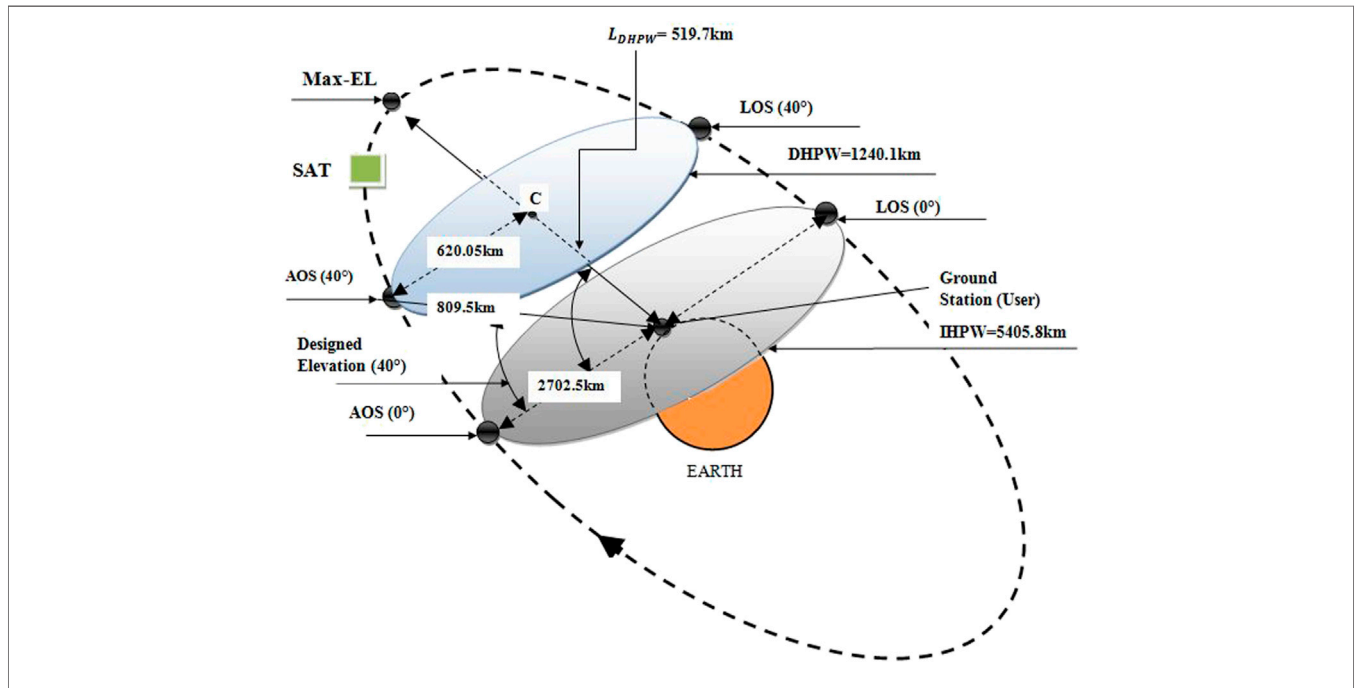 L_DHPW= 519.7km
Max-EL
LOS (40°)
DHPW=1240.1km
SAT
C
LOS (0°)
620.05km
AOS (40°)
809.5km
Ground
Station (User)
IHPW=5405.8km
Designed
Elevation (40°)
2702.5km
AOS (0°)
EARTH